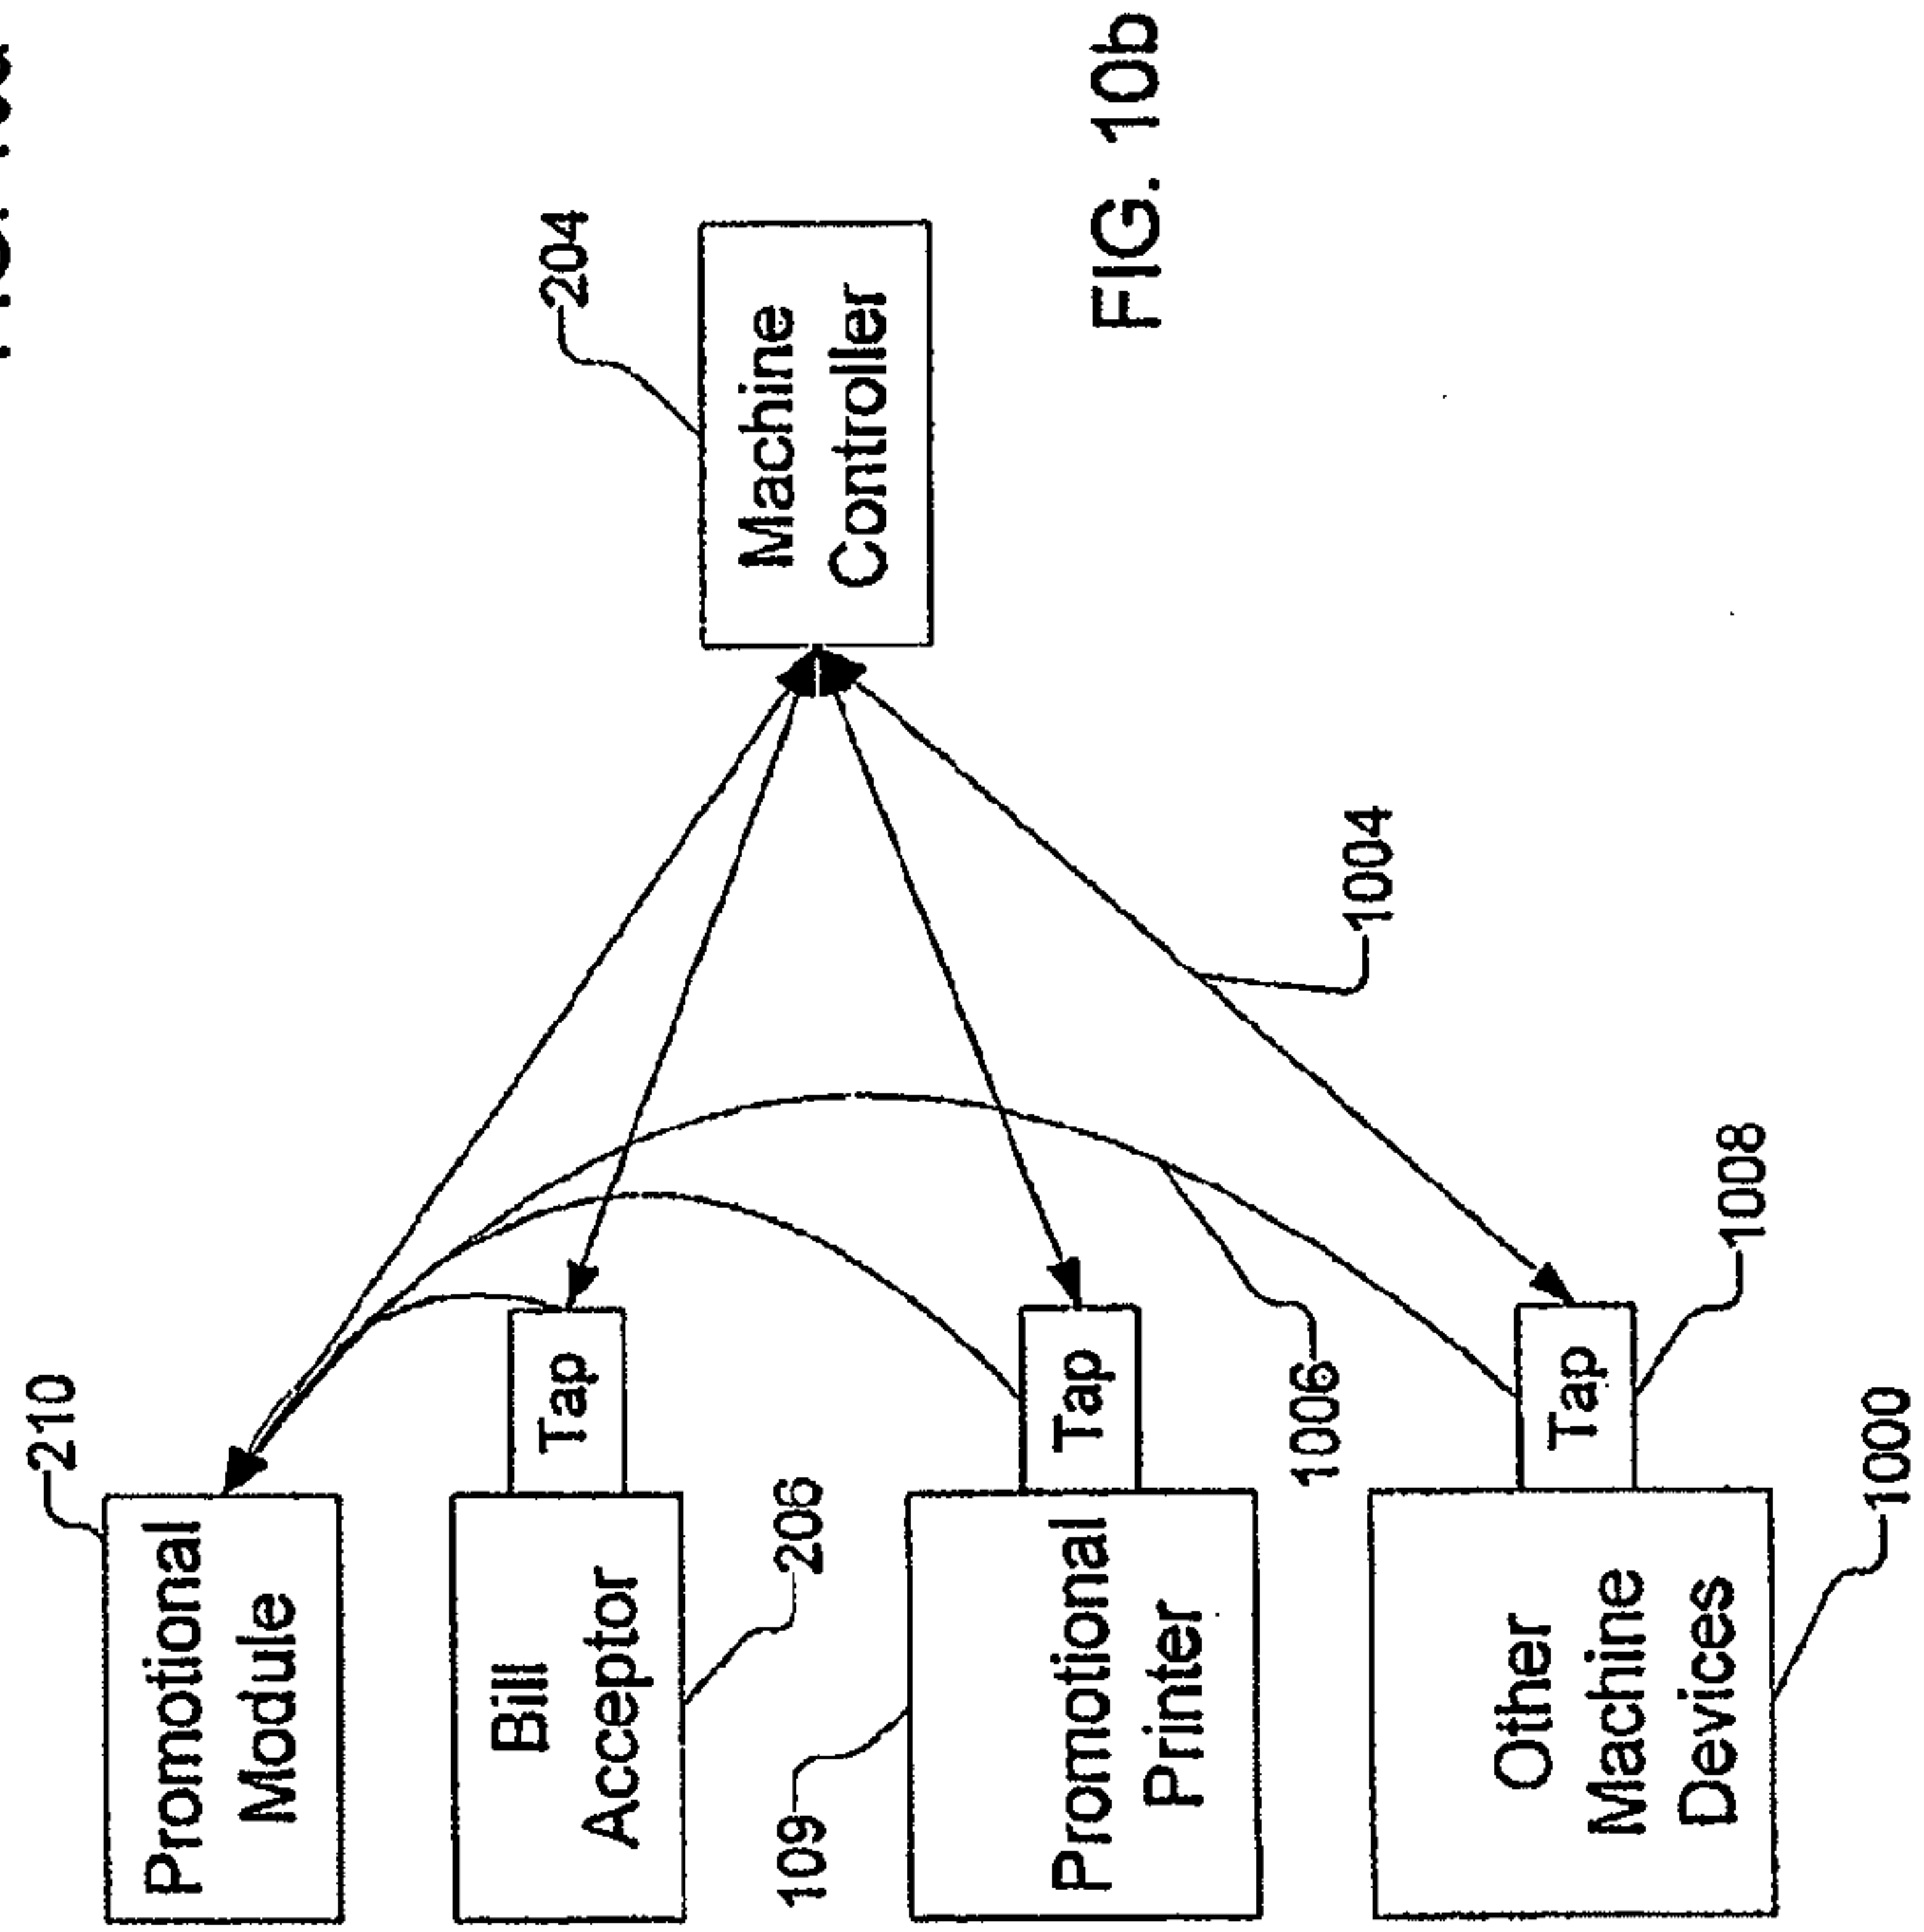 210
Promotional
Module
Tap
Bill
Acceptor
206
109
Promotional
Printer
Tap
1006
Other
Machine
Devices
Tap
1008
1000
1004
204
Machine
Controller
FIG. 10b